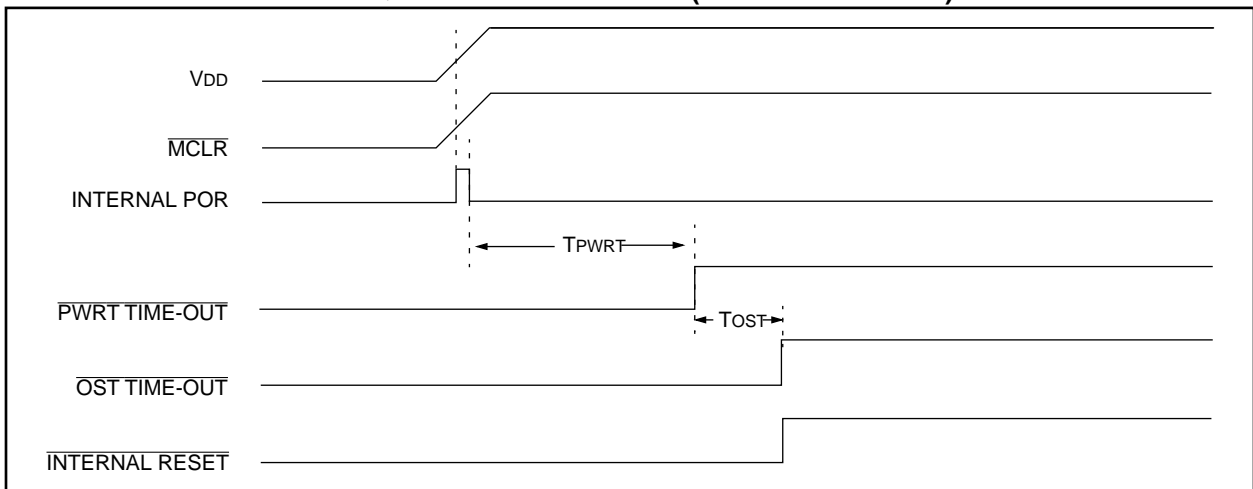 VDD
MCLR
INTERNAL POR
TPWRT
PWRT TIME-OUT
TOST
OST TIME-OUT
INTERNAL RESET